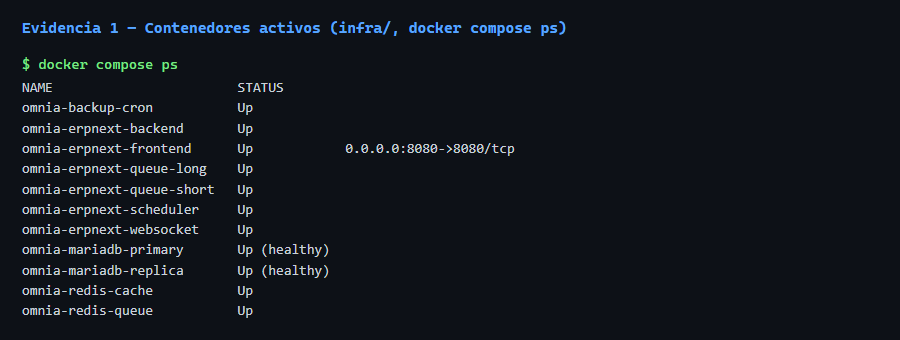 Evidencia 1 — Contenedores activos (infra/, docker compose ps)
$ docker compose ps
NAME STATUS
omnia-backup-cron Up
omnia-erpnext-backend Up
omnia-erpnext-frontend Up 0.0.0.0:8080->8080/tcp
omnia-erpnext-queue-long Up
omnia-erpnext-queue-short Up
omnia-erpnext-scheduler Up
omnia-erpnext-websocket Up
omnia-mariadb-primary Up (healthy)
omnia-mariadb-replica Up (healthy)
omnia-redis-cache Up
omnia-redis-queue Up